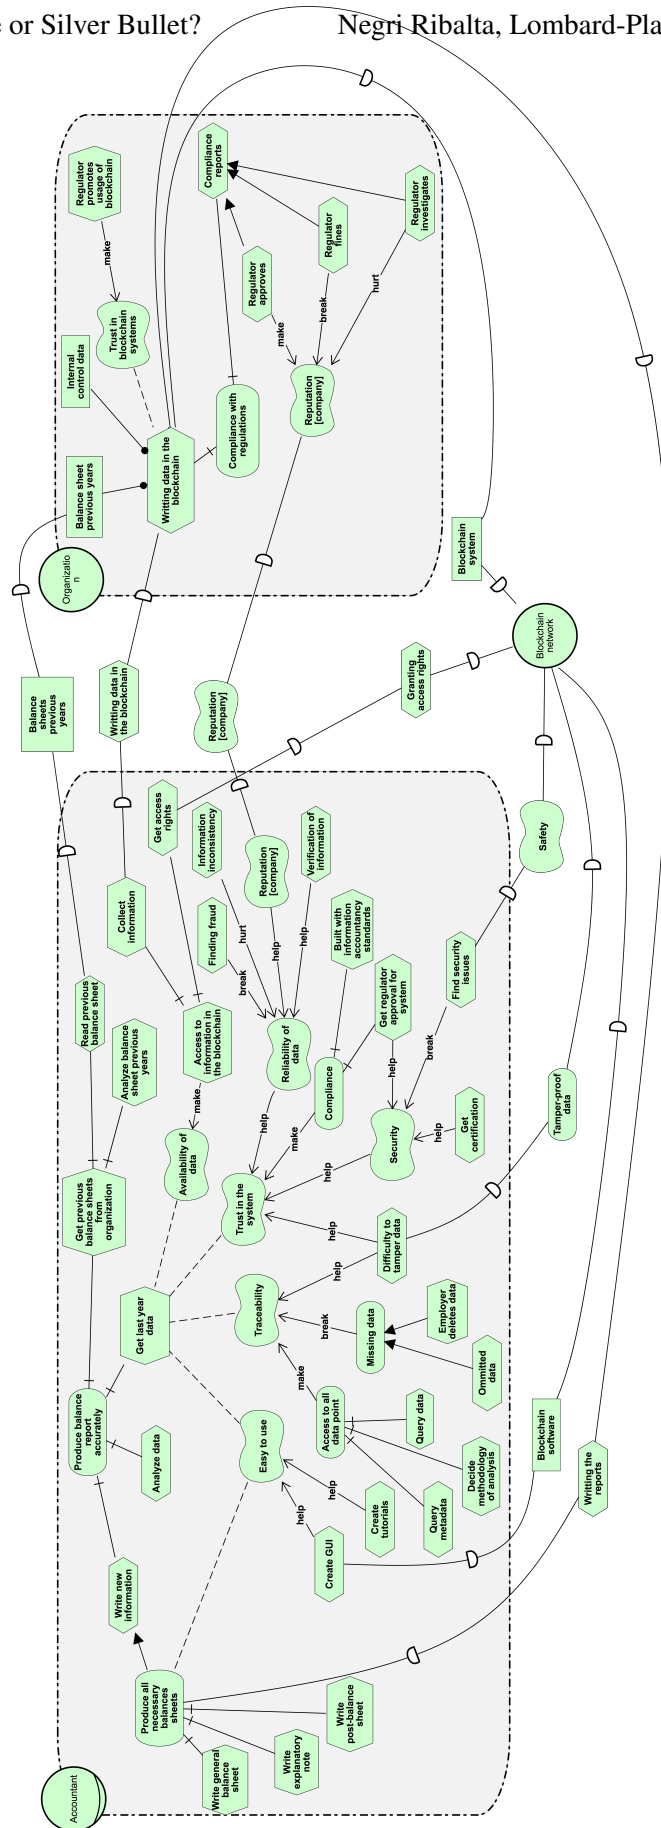 e or Silver Bullet?
Negri Ribalta, Lombard-Pla
Regulator
promotes
usage of
blockchain
make
Trust in
blockchain
systems
Internal
control data
Balance sheet
previous years
Writting data in the
blockchain
Compliance
reports
Regulator
approves
Regulator
fines
Regulator
investigates
make
break
hurt
Compliance with
regulations
Reputation
[company]
Organizatio
n
Balance
sheets
previous
years
Writting data in
the blockchain
Reputation
[company]
Granting
access rights
Blockchain
system
Blockchain
network
Get access
rights
Information
inconsistency
Collect
information
Finding fraud
Reputation
[company]
Verification of
information
hurt
break
help
help
Built with
information
accountancy
standards
Get regulator
approval for
system
Find security
issues
Safety
Read previous
balance sheet
Analyze balance
sheet previous
years
Access to
information in
the blockchain
Reliability of
data
make
help
Compliance
make
help
break
Get previous
balance sheets
from
organization
Availability of
data
Trust in the
system
Security
help
help
Get
certification
Tamper-proof
data
help
help
Difficulty to
tamper data
Get last year
data
Traceability
break
Missing data
Employer
deletes data
Ommitted
data
make
Produce balance
report
accurately
Analyze data
Easy to use
Access to all
data point
Query data
Decide
methodology
of analysis
Query
metadata
help
help
Create
tutorials
Create GUI
Blockchain
software
Writting the
reports
Write new
information
Produce all
necessary
balances
sheets
Write general
balance
sheet
Write
explanatory
note
Write
post-balance
sheet
Accountant